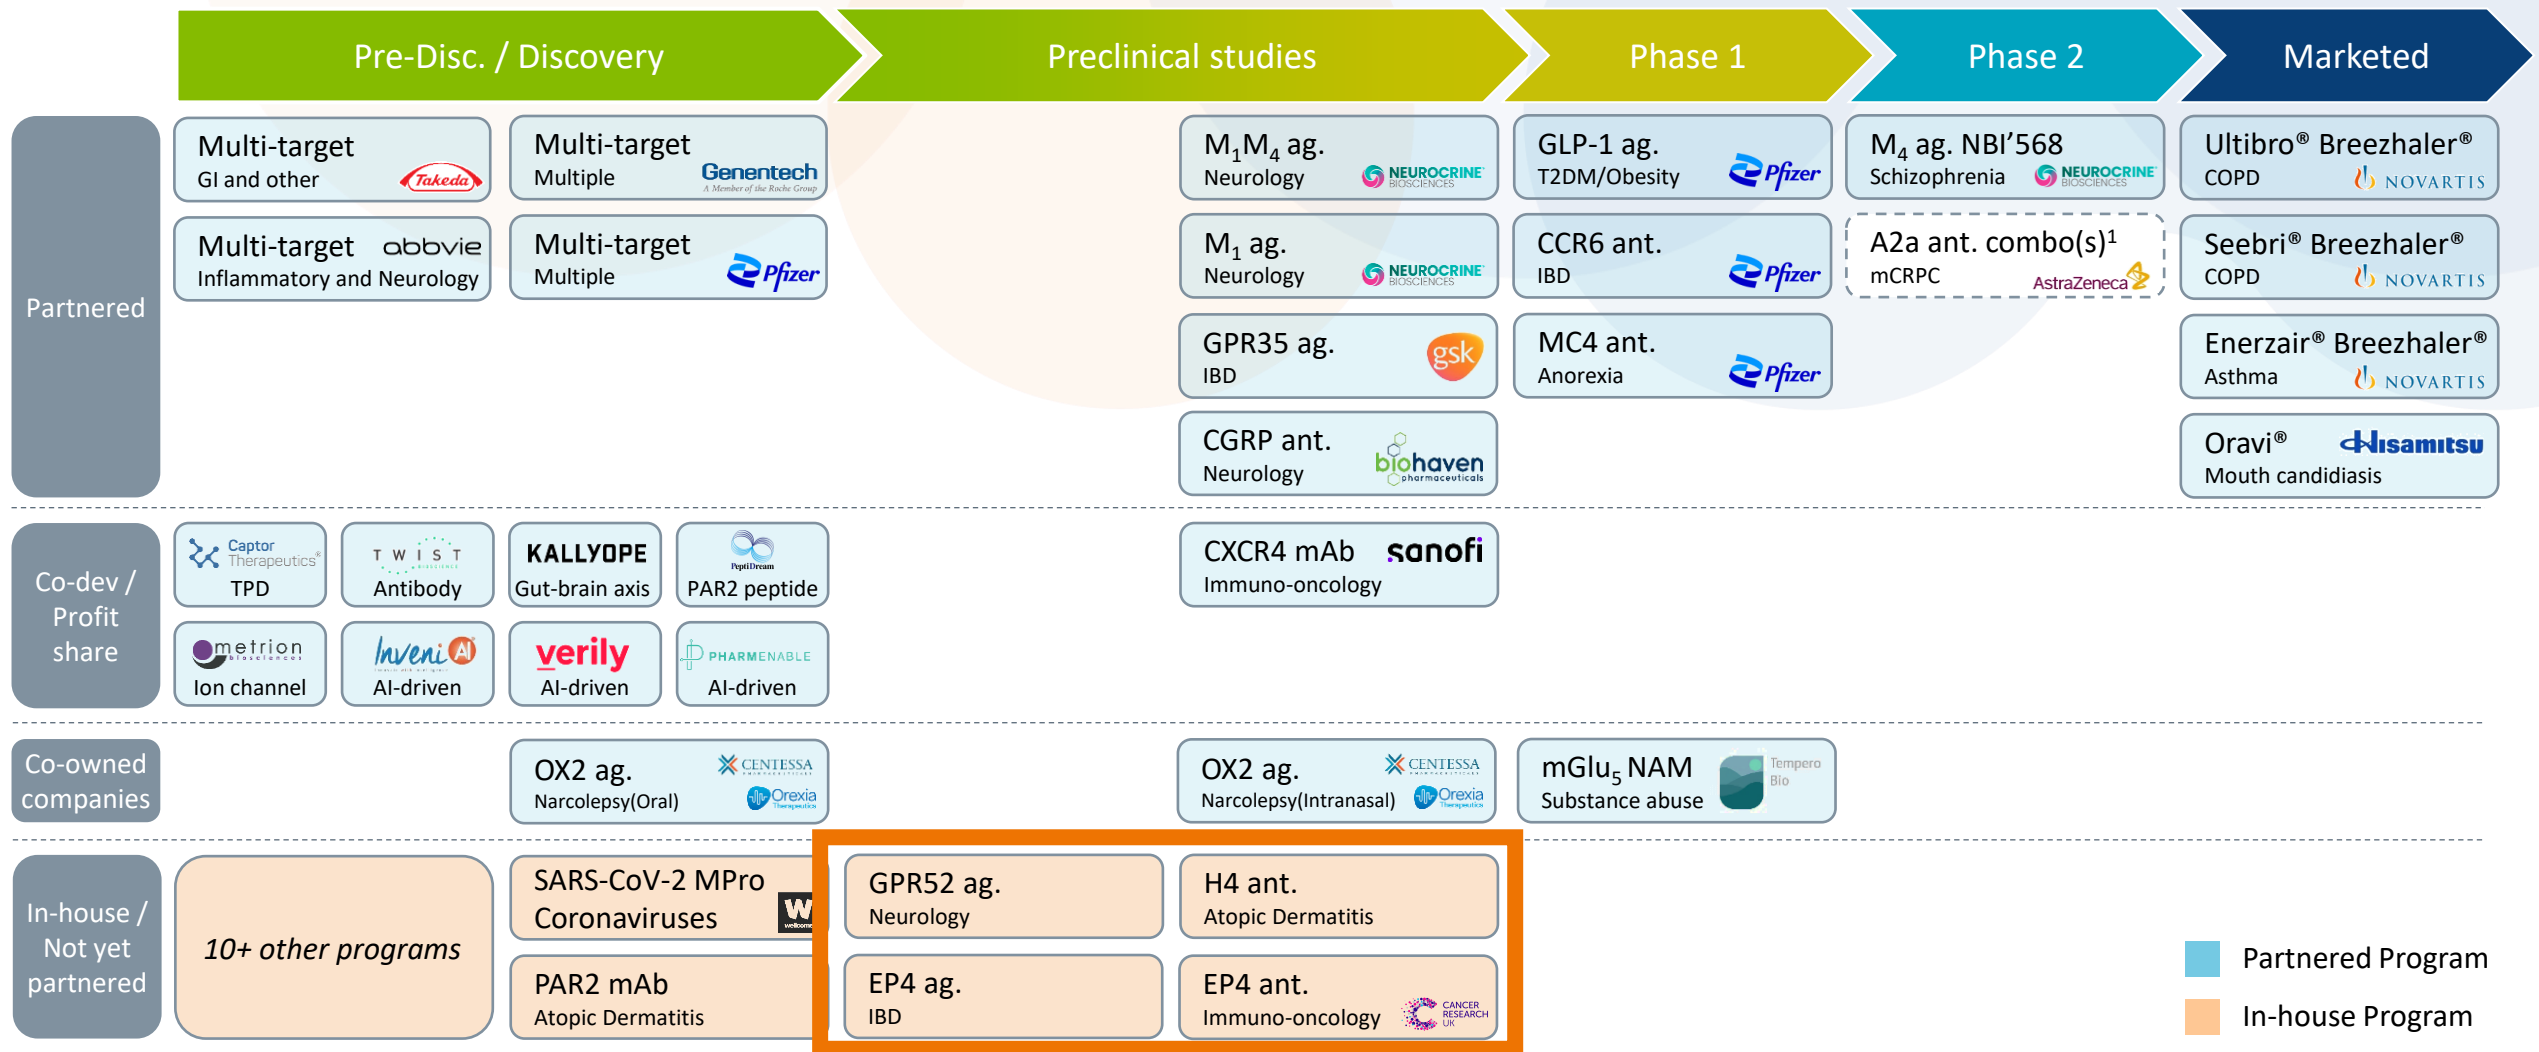 Pre-Disc. / Discovery
Preclinical studies
Phase 1
Phase 2
Marketed
Partnered
Multi-target
GI and other
Takeda
Multi-target
Multiple
Genentech
A Member of the Roche Group
Multi-target
abbvie
Inflammatory and Neurology
Multi-target
Multiple
Pfizer
M₁M₄ ag.
Neurology
NEUROCRINE
BIOSCIENCES
M₁ ag.
Neurology
NEUROCRINE
BIOSCIENCES
GPR35 ag.
IBD
gsk
CGRP ant.
Neurology
biohaven
pharmaceuticals
GLP-1 ag.
T2DM/Obesity
Pfizer
CCR6 ant.
IBD
Pfizer
MC4 ant.
Anorexia
Pfizer
M₄ ag. NBI’568
Schizophrenia
NEUROCRINE
BIOSCIENCES
A2a ant. combo(s)¹
mCRPC
AstraZeneca
Ultibro® Breezhaler®
COPD
NOVARTIS
Seebri® Breezhaler®
COPD
NOVARTIS
Enerzair® Breezhaler®
Asthma
NOVARTIS
Oravi®
Hisamitsu
Mouth candidiasis
Co-dev /
Profit
share
Captor
Therapeutics®
TPD
TWIST
BIOSCIENCE
Antibody
KALLYOPE
Gut-brain axis
PeptiDream
PAR2 peptide
metrion
biosciences
Ion channel
InveniAI
AI-driven
verily
AI-driven
PHARMENABLE
AI-driven
CXCR4 mAb
sanofi
Immuno-oncology
Co-owned
companies
OX2 ag.
Narcolepsy(Oral)
CENTESSA
PHARMACEUTICALS
Orexia
Therapeutics
OX2 ag.
Narcolepsy(Intranasal)
CENTESSA
PHARMACEUTICALS
Orexia
Therapeutics
mGlu₅ NAM
Substance abuse
Tempero
Bio
In-house /
Not yet
partnered
10+ other programs
SARS-CoV-2 MPro
Coronaviruses
W
wellcome
PAR2 mAb
Atopic Dermatitis
GPR52 ag.
Neurology
H4 ant.
Atopic Dermatitis
EP4 ag.
IBD
EP4 ant.
Immuno-oncology
CANCER
RESEARCH
UK
Partnered Program
In-house Program